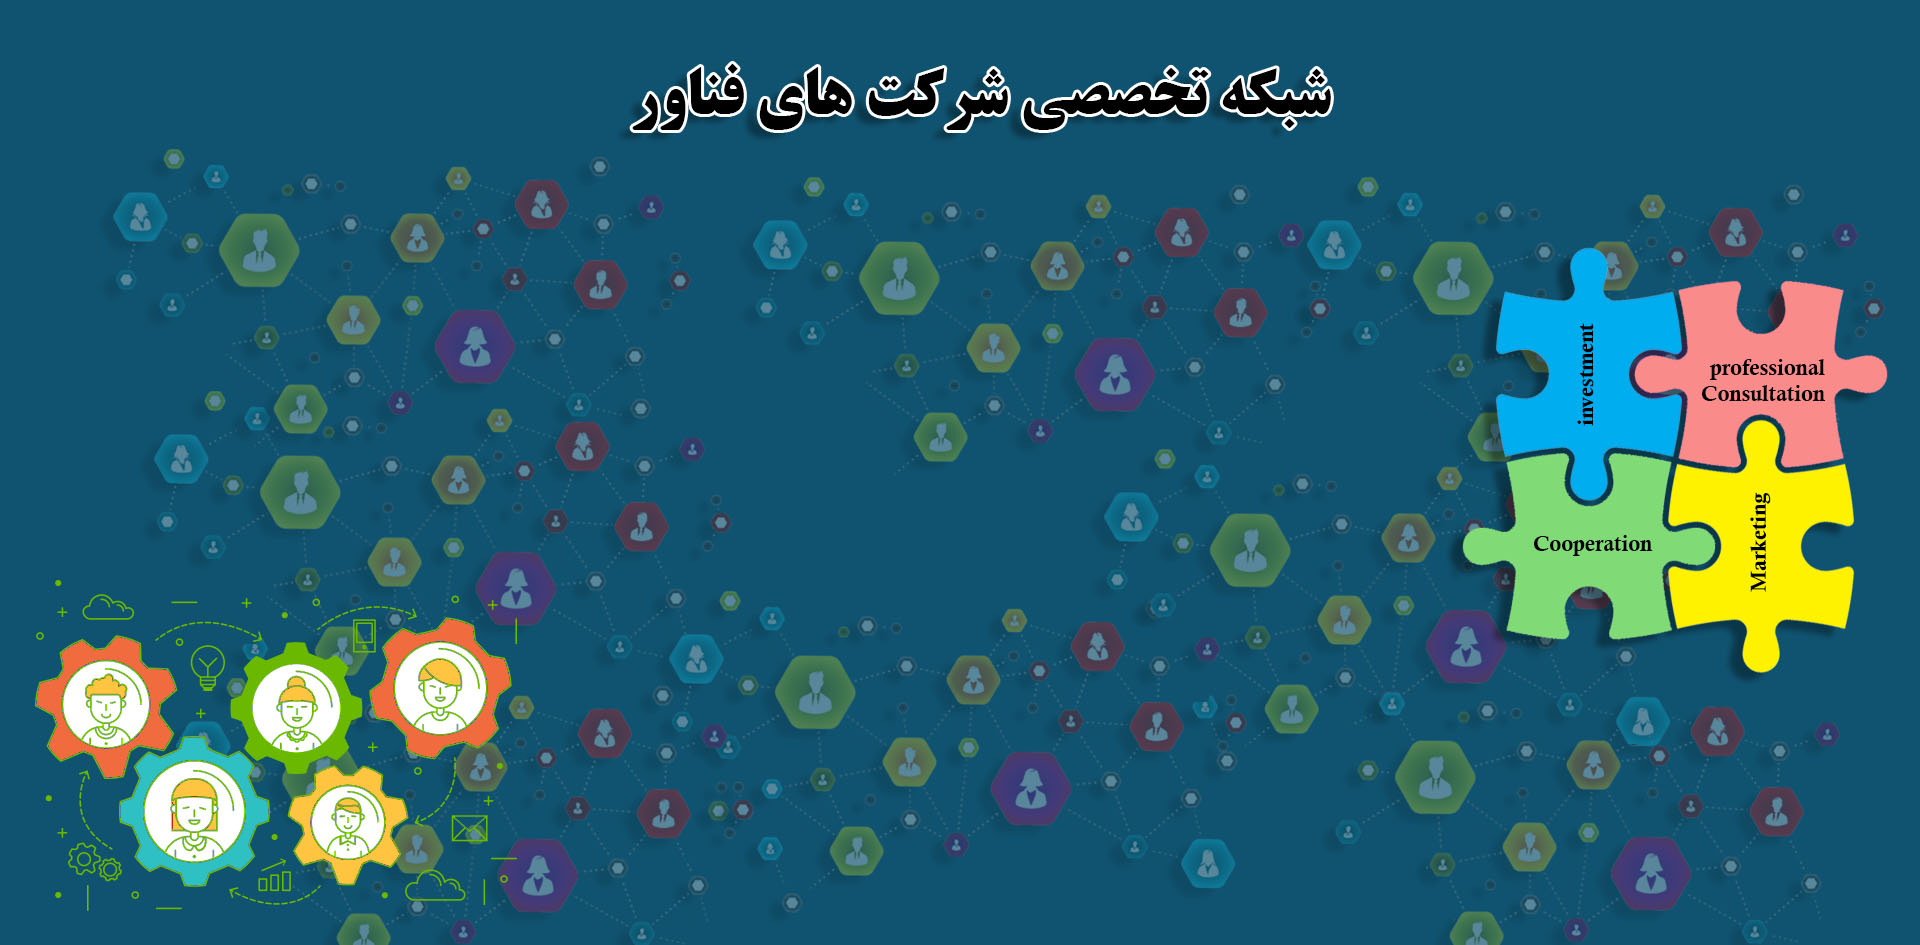 شبکه تخصصی شرکت های فناور
investment
professional
Consultation
Cooperation
Marketing